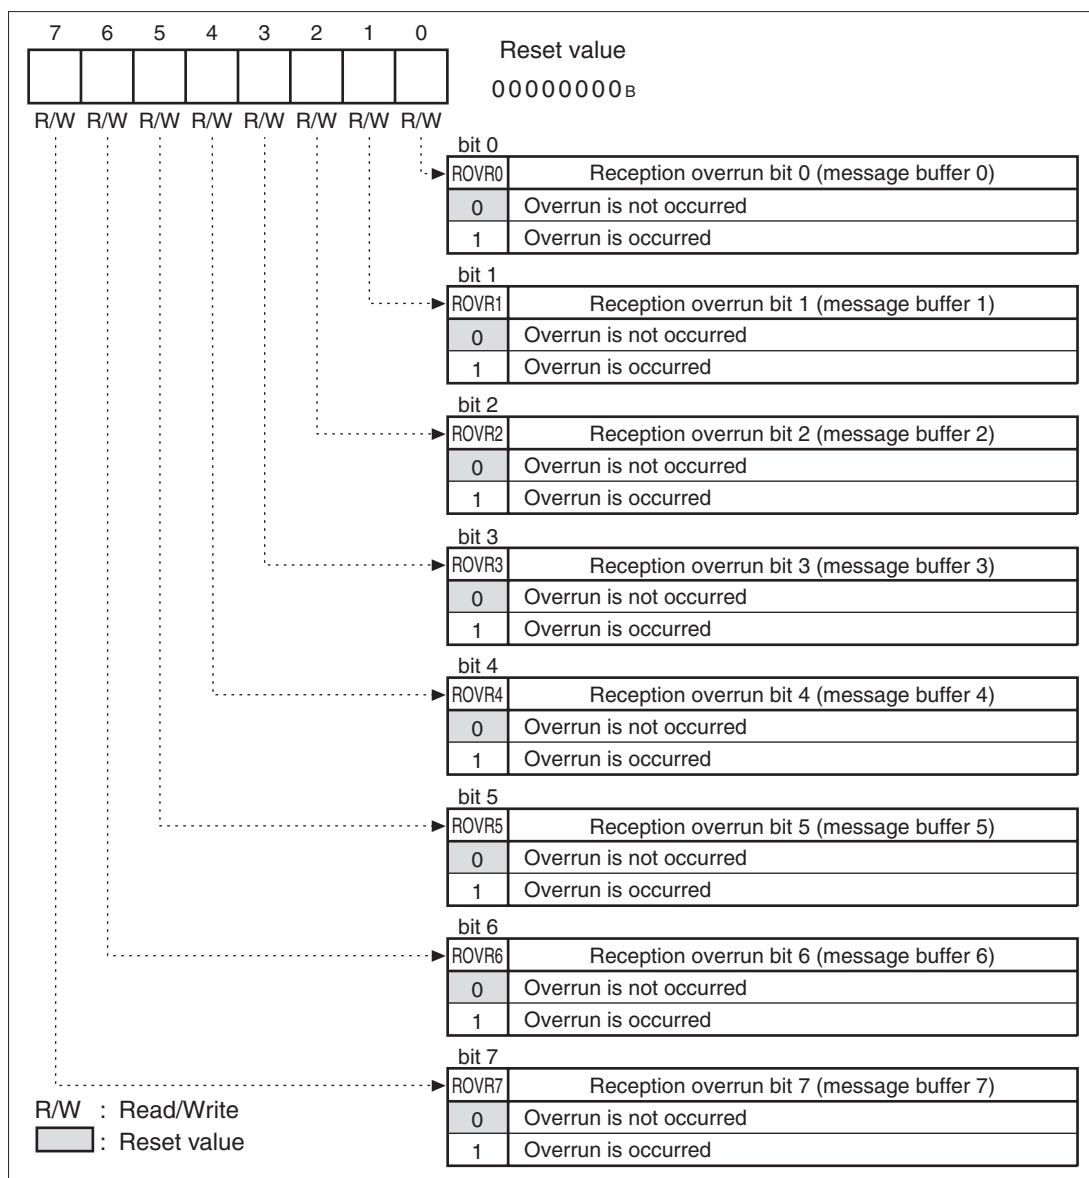 7 6 5 4 3 2 1 0
Reset value
00000000B
R/W R/W R/W R/W R/W R/W R/W R/W
bit 0
ROVR0 Reception overrun bit 0 (message buffer 0)
0 Overrun is not occurred
1 Overrun is occurred
bit 1
ROVR1 Reception overrun bit 1 (message buffer 1)
0 Overrun is not occurred
1 Overrun is occurred
bit 2
ROVR2 Reception overrun bit 2 (message buffer 2)
0 Overrun is not occurred
1 Overrun is occurred
bit 3
ROVR3 Reception overrun bit 3 (message buffer 3)
0 Overrun is not occurred
1 Overrun is occurred
bit 4
ROVR4 Reception overrun bit 4 (message buffer 4)
0 Overrun is not occurred
1 Overrun is occurred
bit 5
ROVR5 Reception overrun bit 5 (message buffer 5)
0 Overrun is not occurred
1 Overrun is occurred
bit 6
ROVR6 Reception overrun bit 6 (message buffer 6)
0 Overrun is not occurred
1 Overrun is occurred
bit 7
ROVR7 Reception overrun bit 7 (message buffer 7)
0 Overrun is not occurred
1 Overrun is occurred
R/W : Read/Write
: Reset value